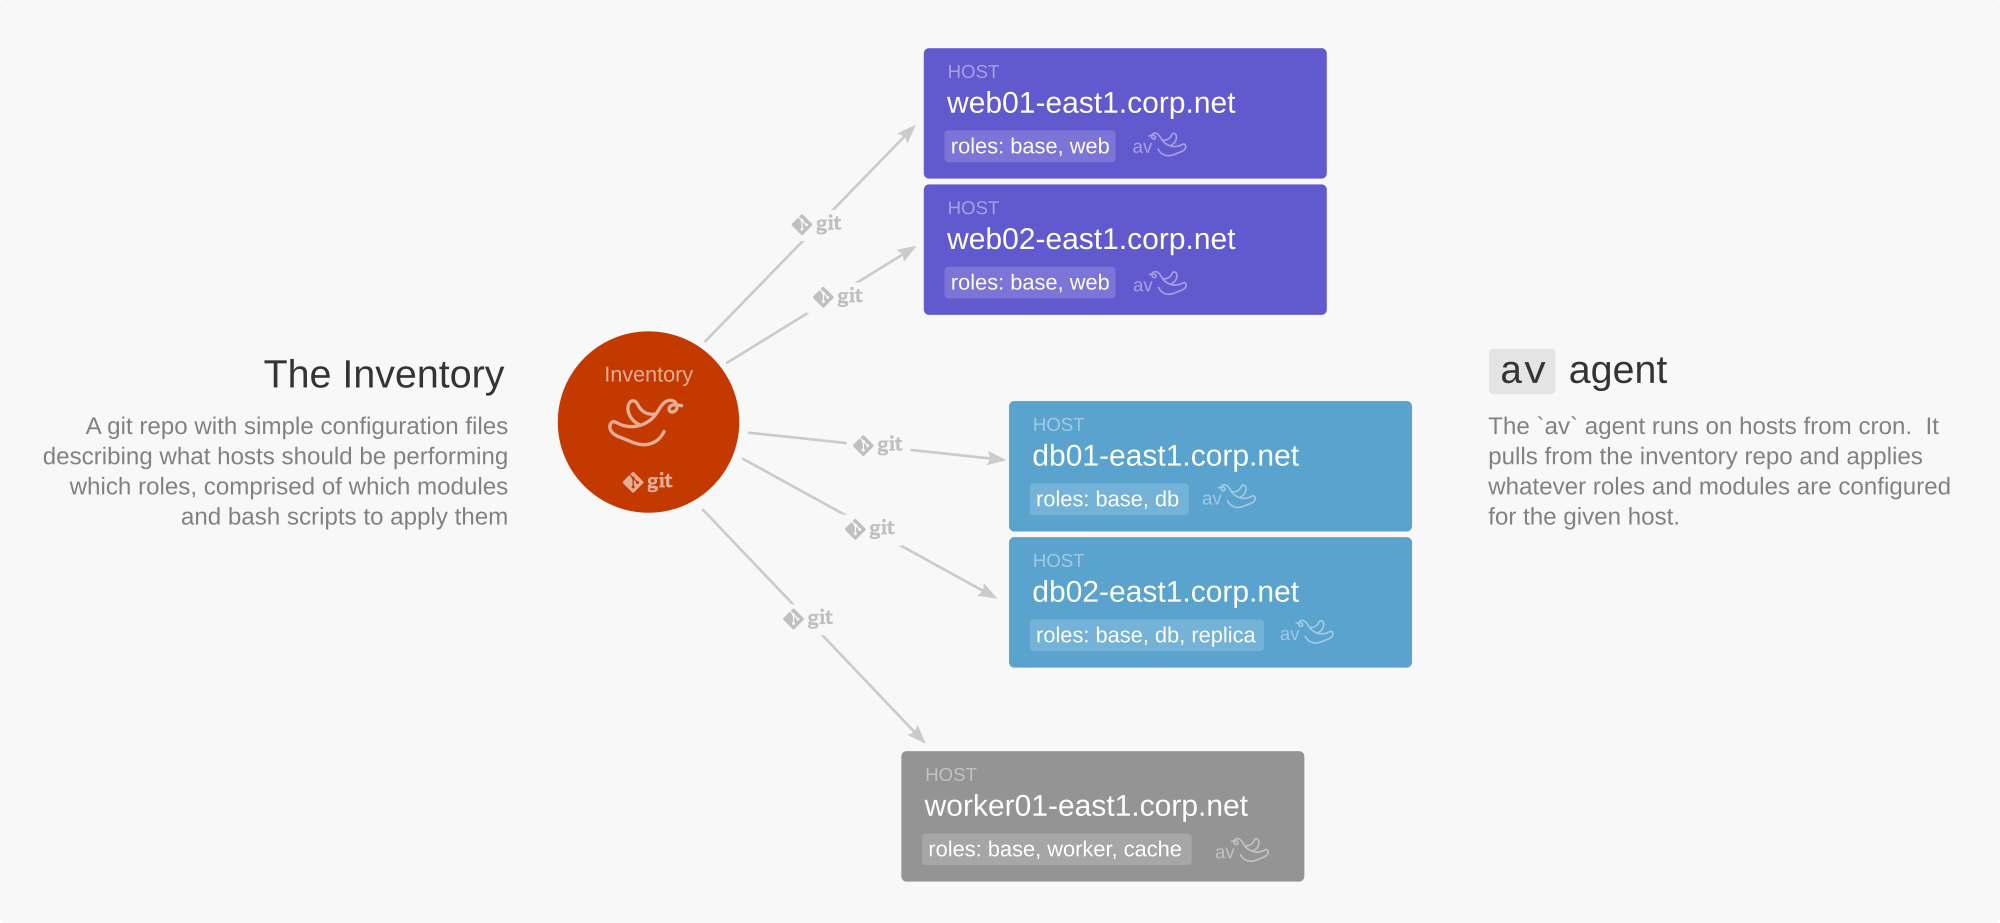 HOST
web01-east1.corp.net
roles: base, web
av
git
HOST
web02-east1.corp.net
roles: base, web
av
git
The Inventory
A git repo with simple configuration files
describing what hosts should be performing
which roles, comprised of which modules
and bash scripts to apply them
Inventory
git
git
HOST
db01-east1.corp.net
roles: base, db
av
git
HOST
db02-east1.corp.net
roles: base, db, replica
av
av agent
The `av` agent runs on hosts from cron.  It
pulls from the inventory repo and applies
whatever roles and modules are configured
for the given host.
git
HOST
worker01-east1.corp.net
roles: base, worker, cache
av